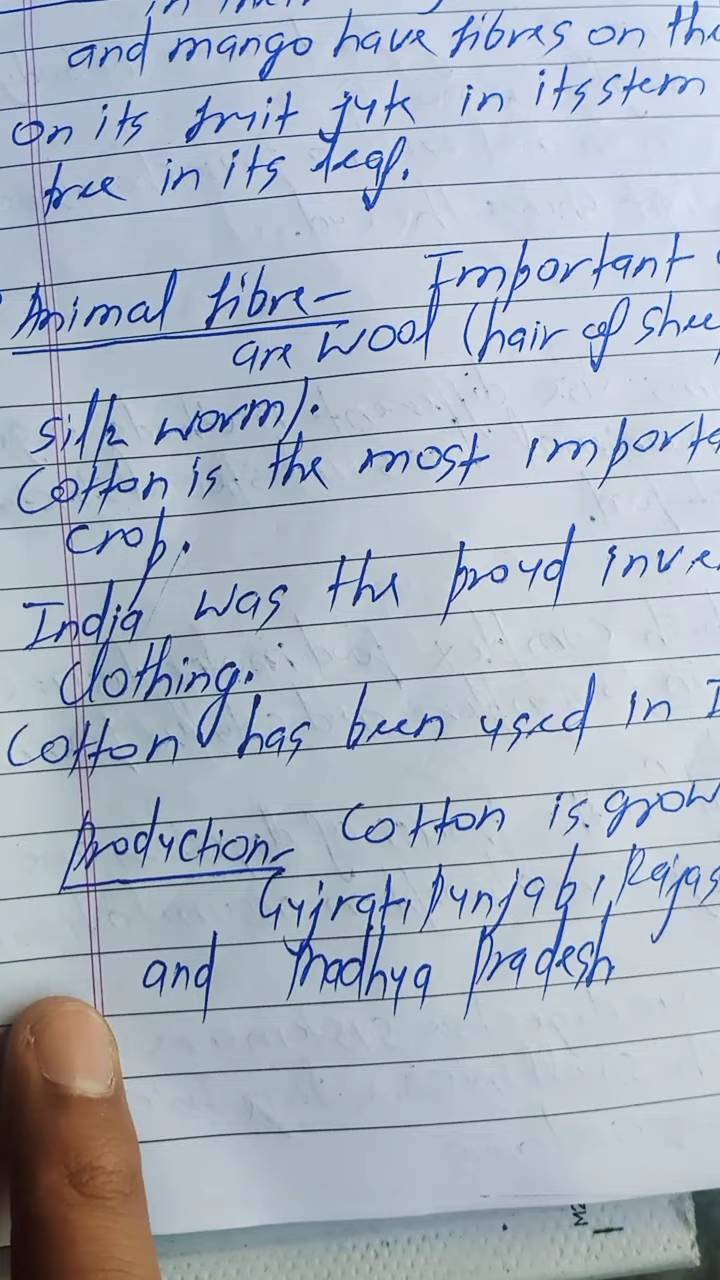 and mango have fibres on the
on its fruit jute in its stem
tree in its leaf.
Animal fibre- Important
are wool (hair of shee
silk worm).
Cotton is the most importa
crop.
India was the proud inve
clothing.
Cotton has been used in I
Production- Cotton is grow
Gujrat, Punjab, Rajas
and Madhya Pradesh
M2